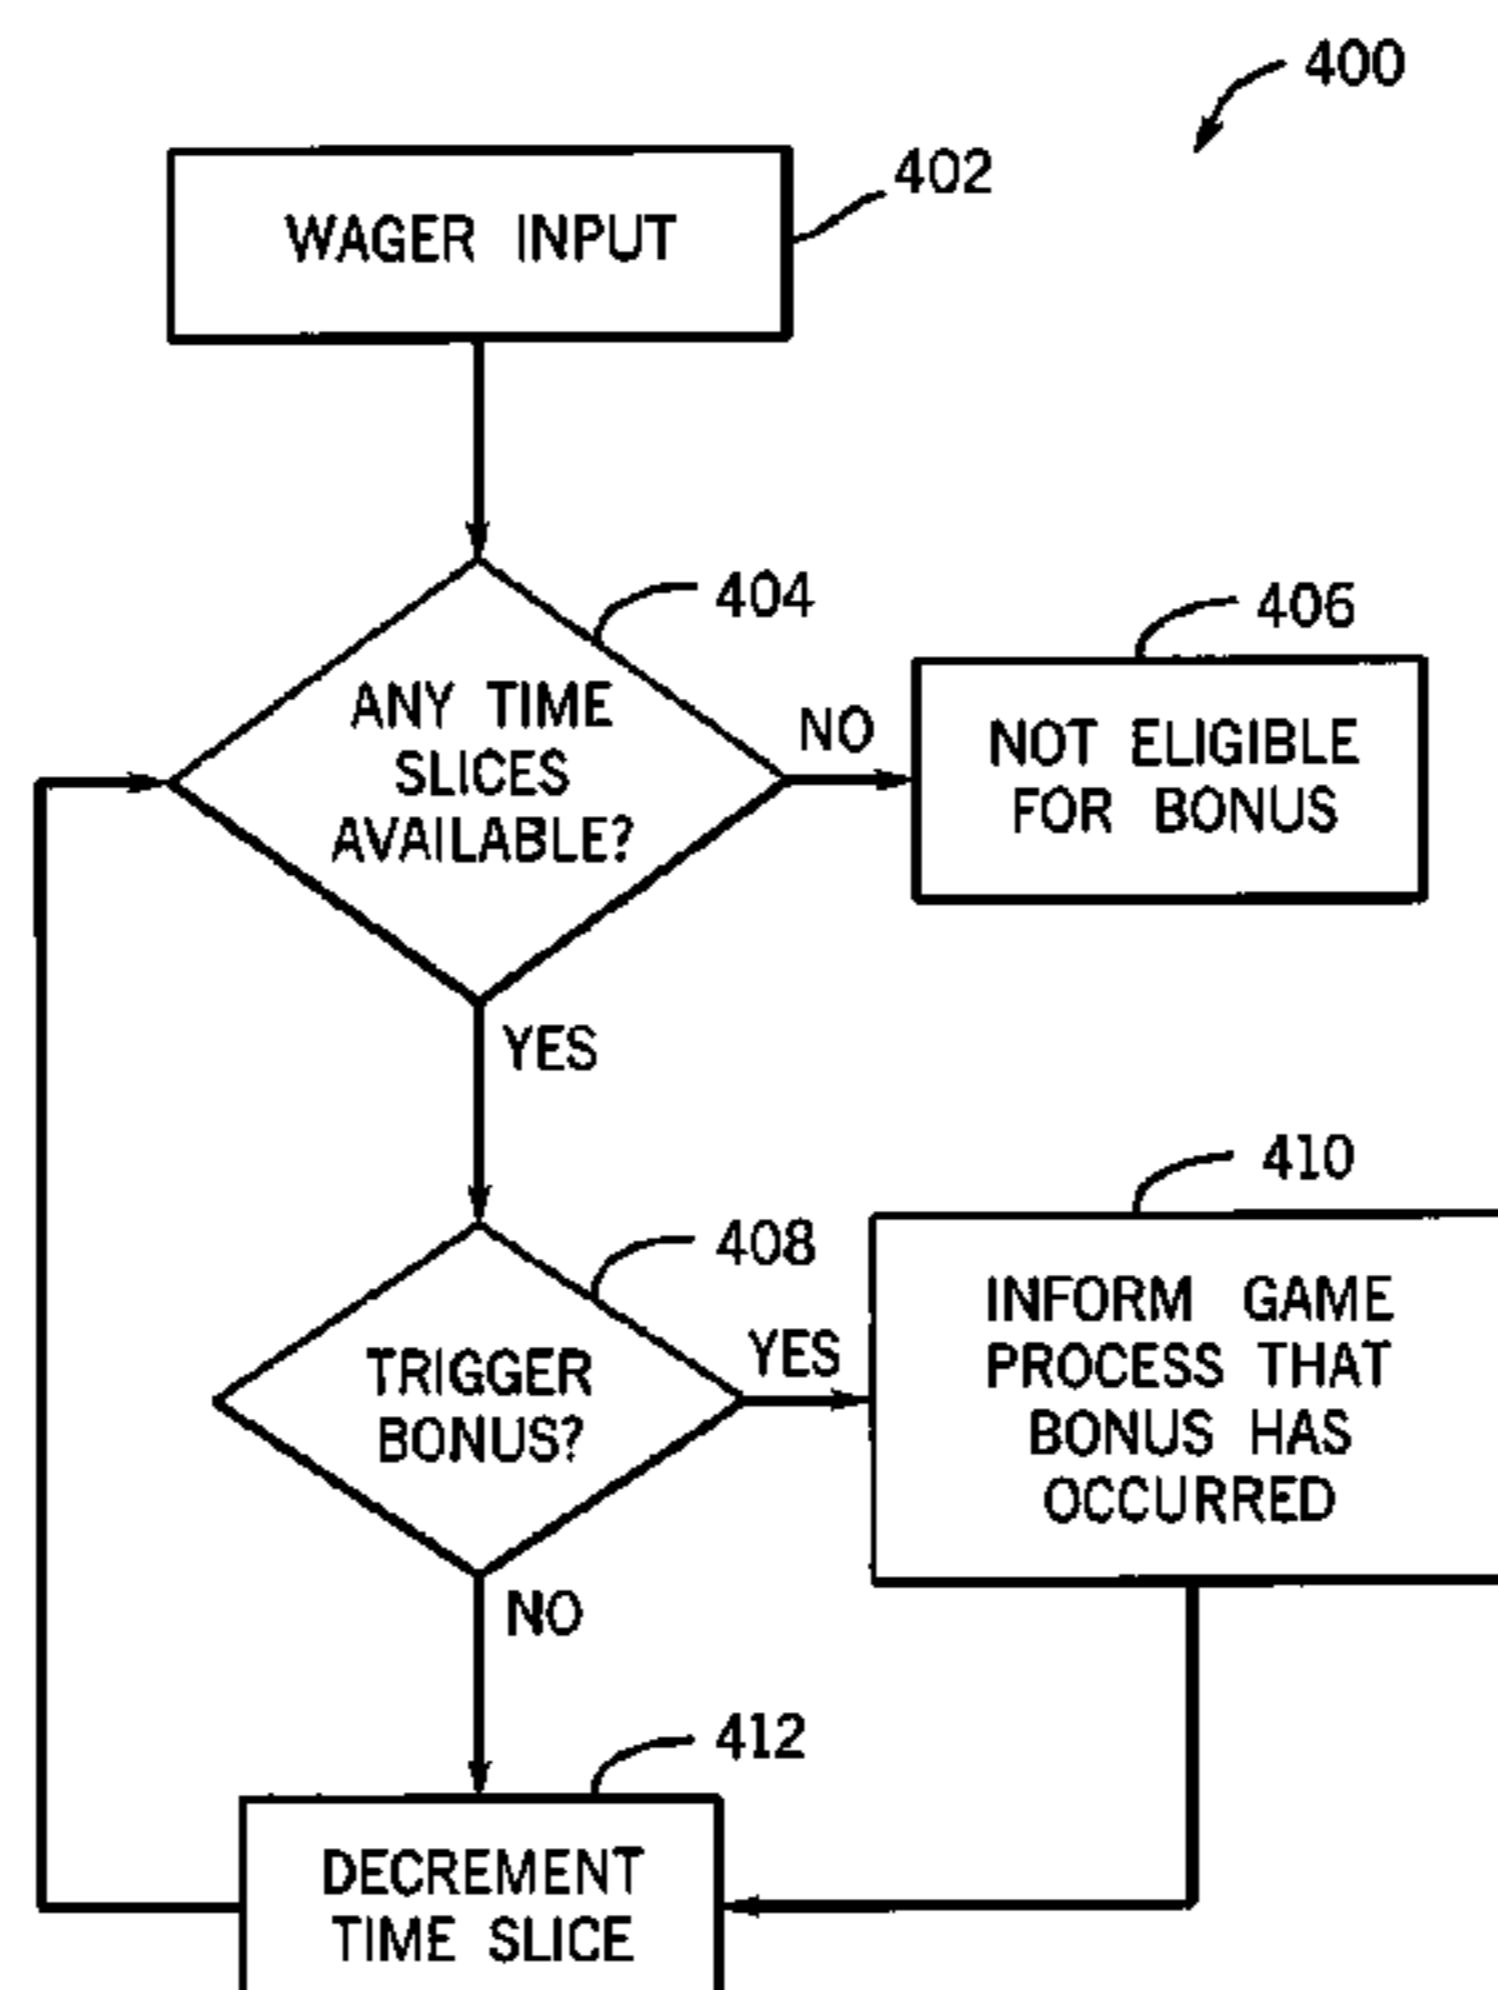 400
402
WAGER INPUT
404
ANY TIME
SLICES
AVAILABLE?
NO
406
NOT ELIGIBLE
FOR BONUS
YES
408
TRIGGER
BONUS?
YES
410
INFORM GAME
PROCESS THAT
BONUS HAS
OCCURRED
NO
412
DECREMENT
TIME SLICE